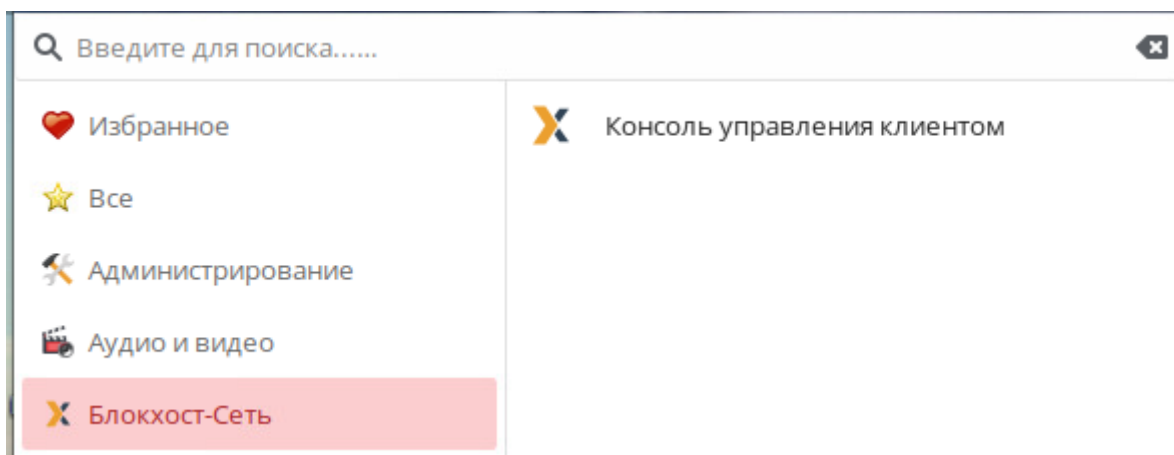 Введите для поиска......
Избранное
Все
Администрирование
Аудио и видео
Блокхост-Сеть
Консоль управления клиентом